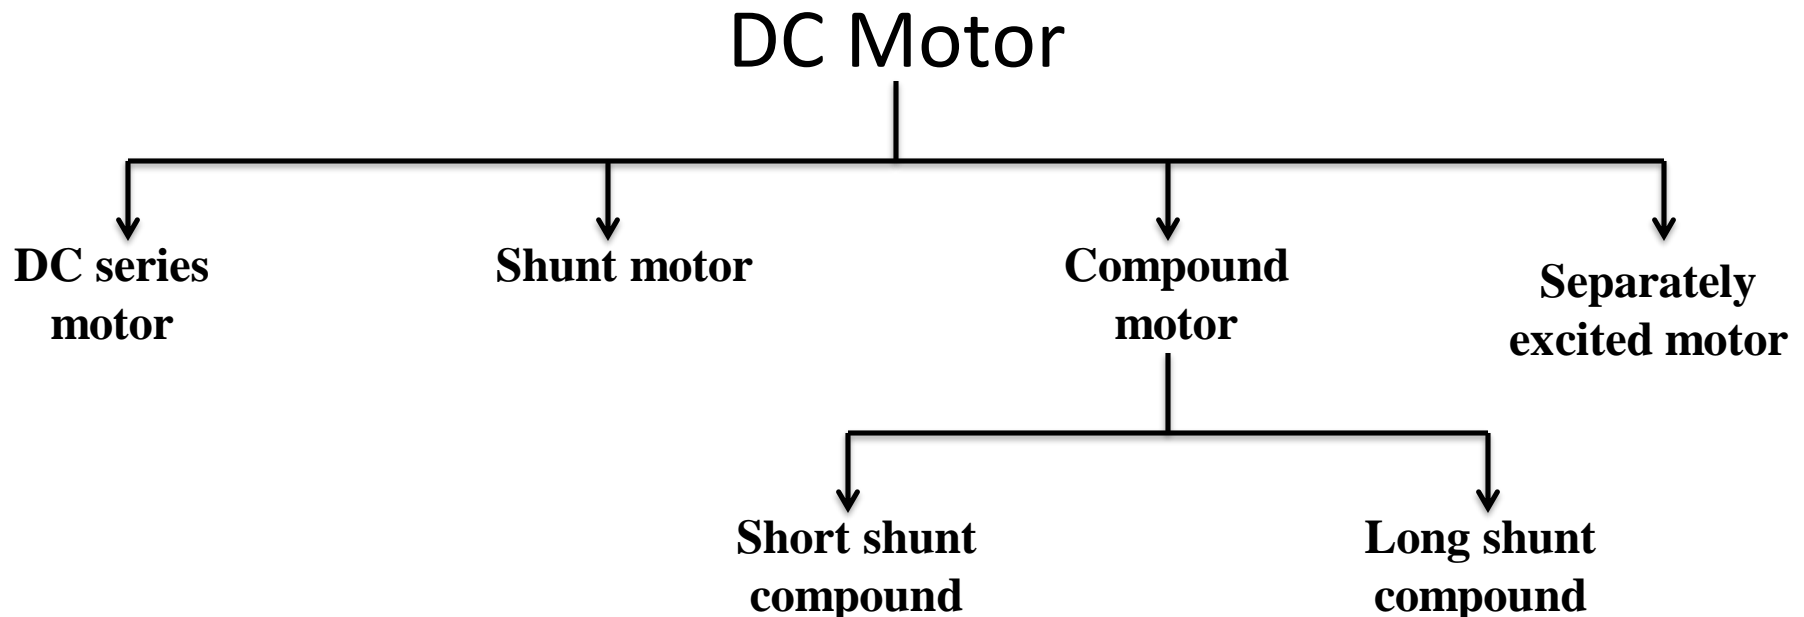 DC Motor
DC series
motor
Shunt motor
Compound
motor
Separately
excited motor
Short shunt
compound
Long shunt
compound